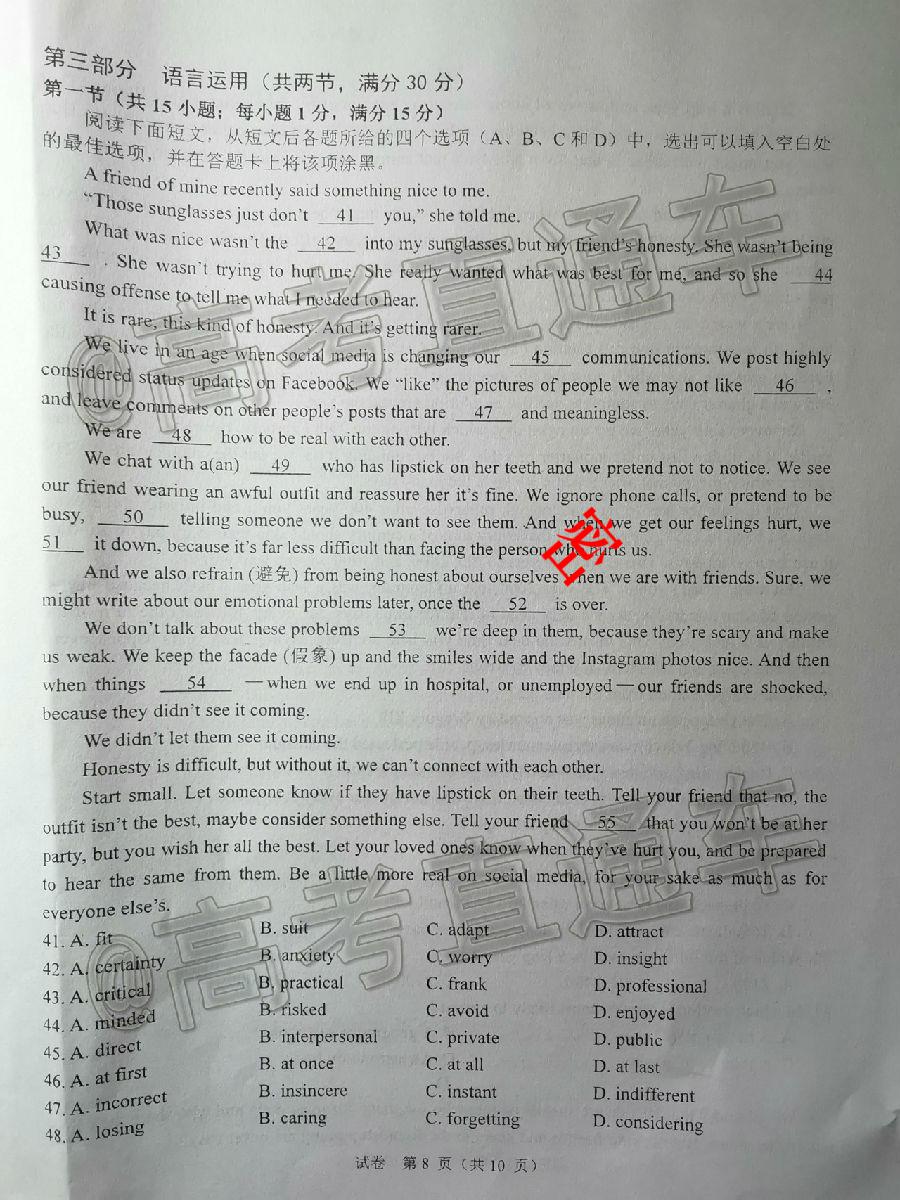 第三部分 语言运用（共两节，满分 30 分）
第一节（共 15 小题；每小题 1 分，满分 15 分）
阅读下面短文，从短文后各题所给的四个选项（A、B、C 和 D）中，选出可以填入空白处
的最佳选项，并在答题卡上将该项涂黑。
A friend of mine recently said something nice to me.
“Those sunglasses just don’t 41 you,” she told me.
What was nice wasn’t the 42 into my sunglasses, but my friend’s honesty. She wasn’t being
43 . She wasn’t trying to hurt me. She really wanted what was best for me, and so she 44
causing offense to tell me what I needed to hear.
It is rare, this kind of honesty. And it’s getting rarer.
We live in an age when social media is changing our 45 communications. We post highly
considered status updates on Facebook. We “like” the pictures of people we may not like 46 ,
and leave comments on other people’s posts that are 47 and meaningless.
We are 48 how to be real with each other.
We chat with a(an) 49 who has lipstick on her teeth and we pretend not to notice. We see
our friend wearing an awful outfit and reassure her it’s fine. We ignore phone calls, or pretend to be
busy, 50 telling someone we don’t want to see them. And when we get our feelings hurt, we
51 it down, because it’s far less difficult than facing the person who hurts us.
And we also refrain (避免) from being honest about ourselves when we are with friends. Sure. we
might write about our emotional problems later, once the 52 is over.
We don’t talk about these problems 53 we’re deep in them, because they’re scary and make
us weak. We keep the facade (假象) up and the smiles wide and the Instagram photos nice. And then
when things 54 —when we end up in hospital, or unemployed—our friends are shocked,
because they didn’t see it coming.
We didn’t let them see it coming.
Honesty is difficult, but without it, we can’t connect with each other.
Start small. Let someone know if they have lipstick on their teeth. Tell your friend that no, the
outfit isn’t the best, maybe consider something else. Tell your friend 55 that you won’t be at her
party, but you wish her all the best. Let your loved ones know when they’ve hurt you, and be prepared
to hear the same from them. Be a little more real on social media, for your sake as much as for
everyone else’s.
41. A. fit B. suit C. adapt D. attract
42. A. certainty B. anxiety C. worry D. insight
43. A. critical B. practical C. frank D. professional
44. A. minded B. risked C. avoid D. enjoyed
45. A. direct B. interpersonal C. private D. public
46. A. at first B. at once C. at all D. at last
47. A. incorrect B. insincere C. instant D. indifferent
48. A. losing B. caring C. forgetting D. considering
试卷 第 8 页（共 10 页）
@高考直通车
密
@高考直通车